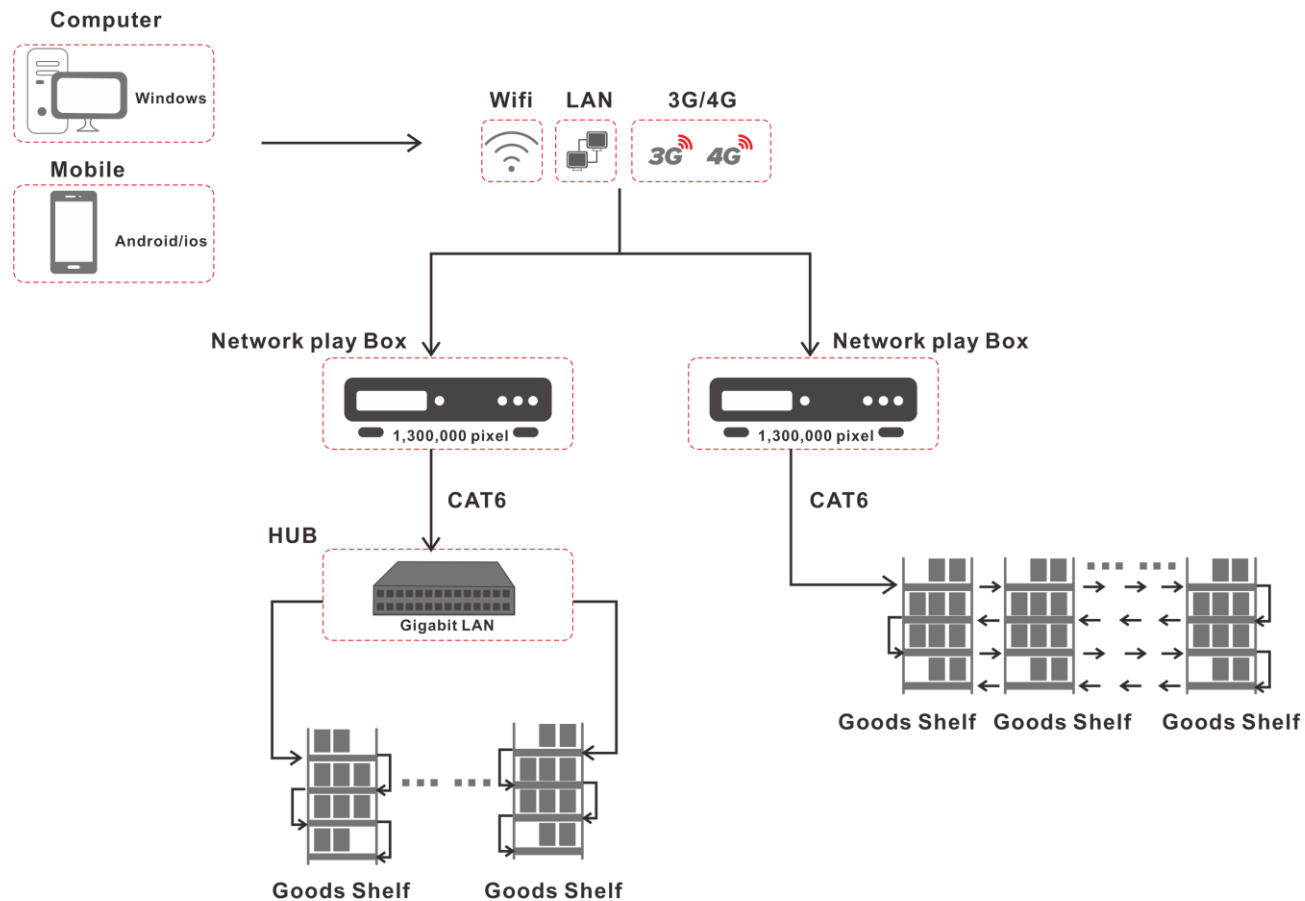 Computer
Windows
Mobile
Android/ios
Wifi LAN 3G/4G
3G 4G
Network play Box
Network play Box
1,300,000 pixel
1,300,000 pixel
CAT6
CAT6
HUB
Gigabit LAN
Goods Shelf Goods Shelf Goods Shelf
Goods Shelf Goods Shelf